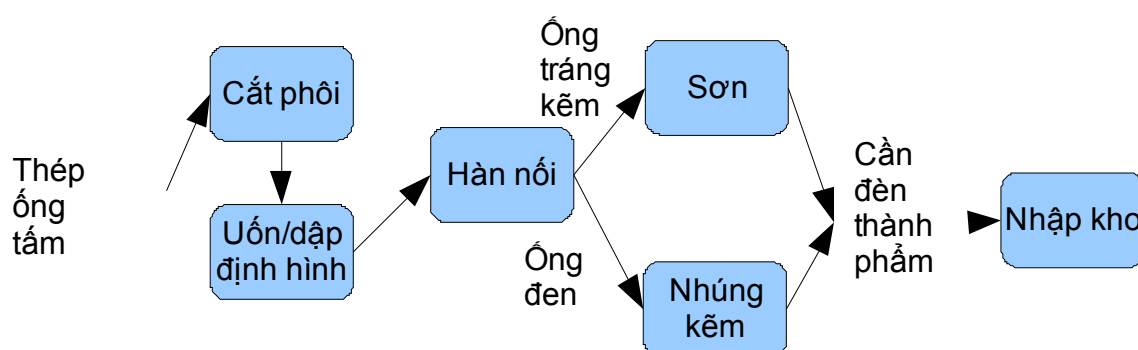 Thép
ống
tấm
Cắt phôi
Uốn/dập
định hình
Hàn nối
Ống
tráng
kẽm
Sơn
Ống
đen
Nhúng
kẽm
Cần
đèn
thành
phẩm
Nhập kho